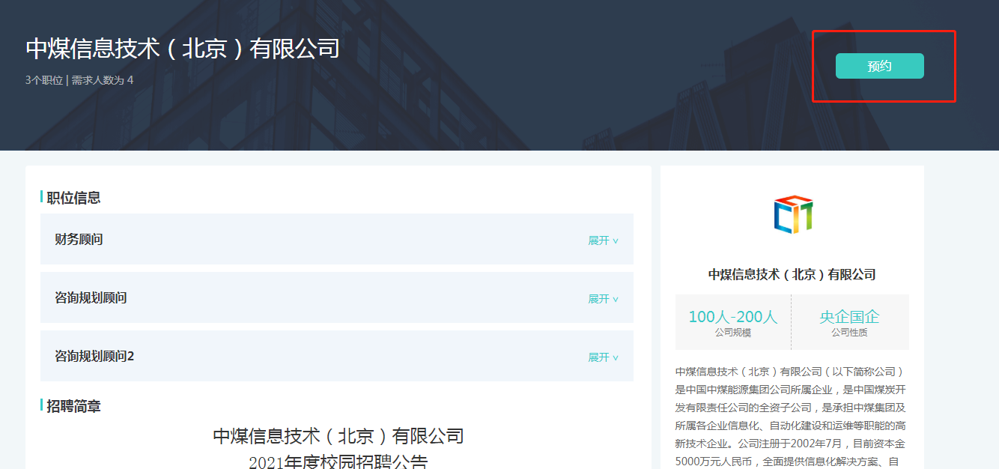 中煤信息技术（北京）有限公司
3个职位 | 需求人数为 4
预约
职位信息
财务顾问
展开
咨询规划顾问
展开
咨询规划顾问2
展开
招聘简章
中煤信息技术（北京）有限公司
2021年度校园招聘公告
中煤信息技术（北京）有限公司
100人-200人
公司规模
央企国企
公司性质
中煤信息技术（北京）有限公司（以下简称公司）
是中国中煤能源集团公司所属企业，是中国煤炭开
发有限责任公司的全资子公司，是承担中煤集团及
所属各企业信息化、自动化建设和运维等职能的高
新技术企业。公司注册于2002年7月，目前资本金
5000万元人民币，全面提供信息化解决方案、自